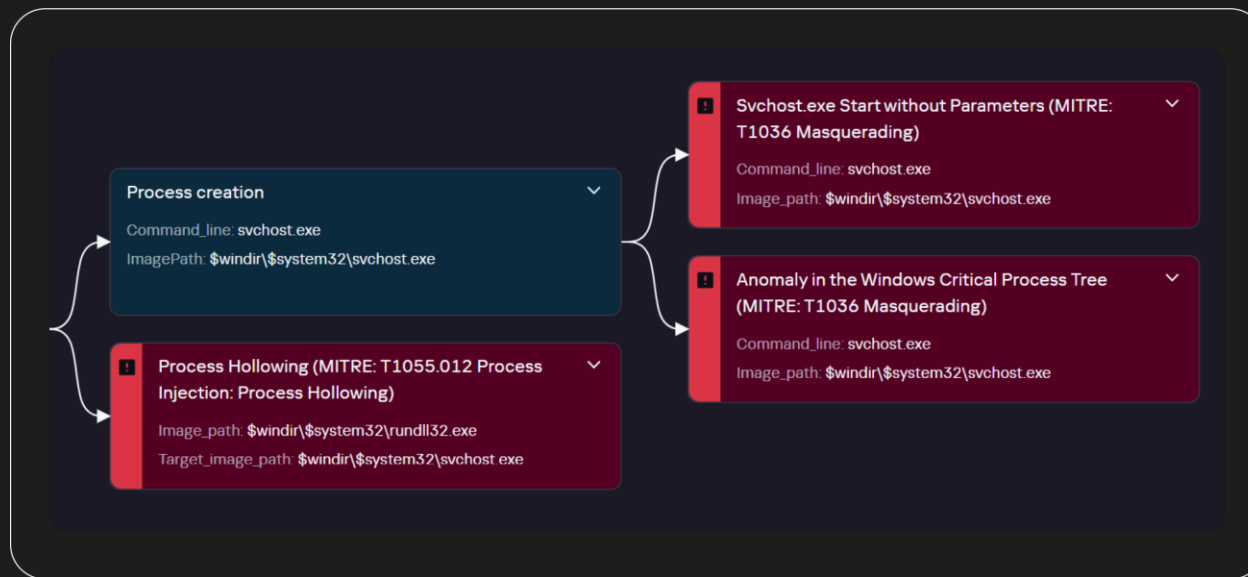 Process creation
Command_line: svchost.exe
ImagePath: $windir\$system32\svchost.exe
Process Hollowing (MITRE: T1055.012 Process
Injection: Process Hollowing)
Image_path: $windir\$system32\rundll32.exe
Target_image_path: $windir\$system32\svchost.exe
Svchost.exe Start without Parameters (MITRE:
T1036 Masquerading)
Command_line: svchost.exe
Image_path: $windir\$system32\svchost.exe
Anomaly in the Windows Critical Process Tree
(MITRE: T1036 Masquerading)
Command_line: svchost.exe
Image_path: $windir\$system32\svchost.exe